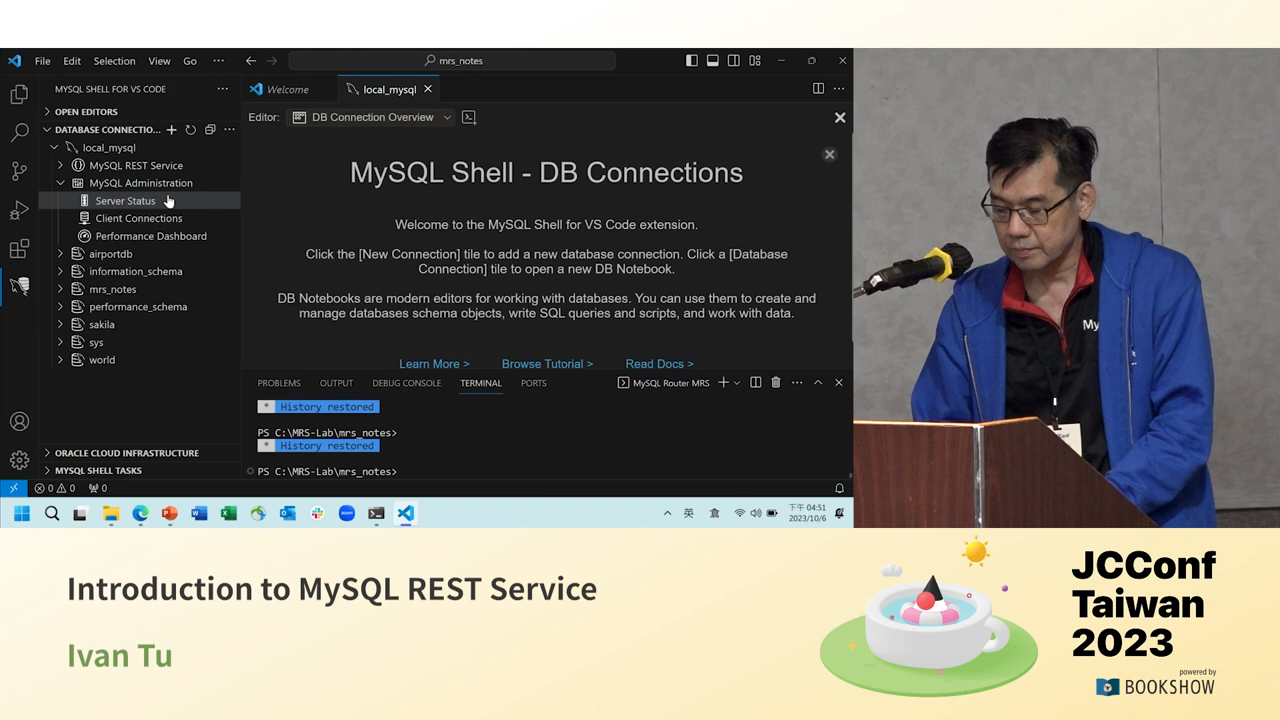 File Edit Selection View Go ··· mrs_notes
MYSQL SHELL FOR VS CODE ···
Welcome
local_mysql
OPEN EDITORS
Editor: DB Connection Overview
DATABASE CONNECTIO...
local_mysql
MySQL REST Service
MySQL Administration
Server Status
Client Connections
Performance Dashboard
airportdb
information_schema
mrs_notes
performance_schema
sakila
sys
world
ORACLE CLOUD INFRASTRUCTURE
MYSQL SHELL TASKS
MySQL Shell - DB Connections
Welcome to the MySQL Shell for VS Code extension.
Click the [New Connection] tile to add a new database connection. Click a [Database
Connection] tile to open a new DB Notebook.
DB Notebooks are modern editors for working with databases. You can use them to create and
manage databases schema objects, write SQL queries and scripts, and work with data.
Learn More > Browse Tutorial > Read Docs >
PROBLEMS OUTPUT DEBUG CONSOLE TERMINAL PORTS MySQL Router MRS
* History restored
PS C:\MRS-Lab\mrs_notes>
* History restored
PS C:\MRS-Lab\mrs_notes>
0 0 0
英 下午 04:51
2023/10/6
My
Introduction to MySQL REST Service
Ivan Tu
JCConf
Taiwan
2023
powered by
BOOKSHOW